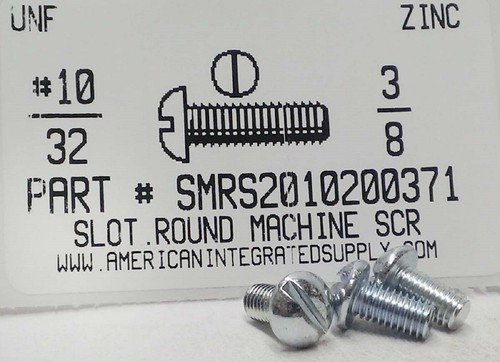 UNF ZINC
#10 3
32 8
PART # SMRS2010200371
SLOT.ROUND MACHINE SCR
WWW.AMERICANINTEGRATEDSUPPLY.COM